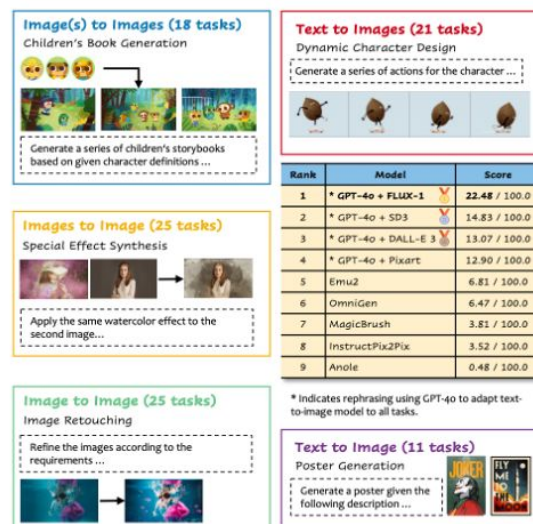 Image(s) to Images (18 tasks)
Children's Book Generation
Generate a series of children's storybooks
based on given character definitions ...
Images to Image (25 tasks)
Special Effect Synthesis
Apply the same watercolor effect to the
second image...
Image to Image (25 tasks)
Image Retouching
Refine the images according to the
requirements ...
Text to Images (21 tasks)
Dynamic Character Design
Generate a series of actions for the character ...
Rank Model Score
1 * GPT-4o + FLUX-1 22.48 / 100.0
2 * GPT-4o + SD3 14.83 / 100.0
3 * GPT-4o + DALL-E 3 13.07 / 100.0
4 * GPT-4o + Pixart 12.90 / 100.0
5 Emu2 6.81 / 100.0
6 OmniGen 6.47 / 100.0
7 MagicBrush 3.81 / 100.0
8 InstructPix2Pix 3.52 / 100.0
9 Anole 0.48 / 100.0
* Indicates rephrasing using GPT-4o to adapt text-
to-image model to all tasks.
Text to Image (11 tasks)
Poster Generation
Generate a poster given the
following description ...
JOKER
FLY
ME
TO
THE
MOON